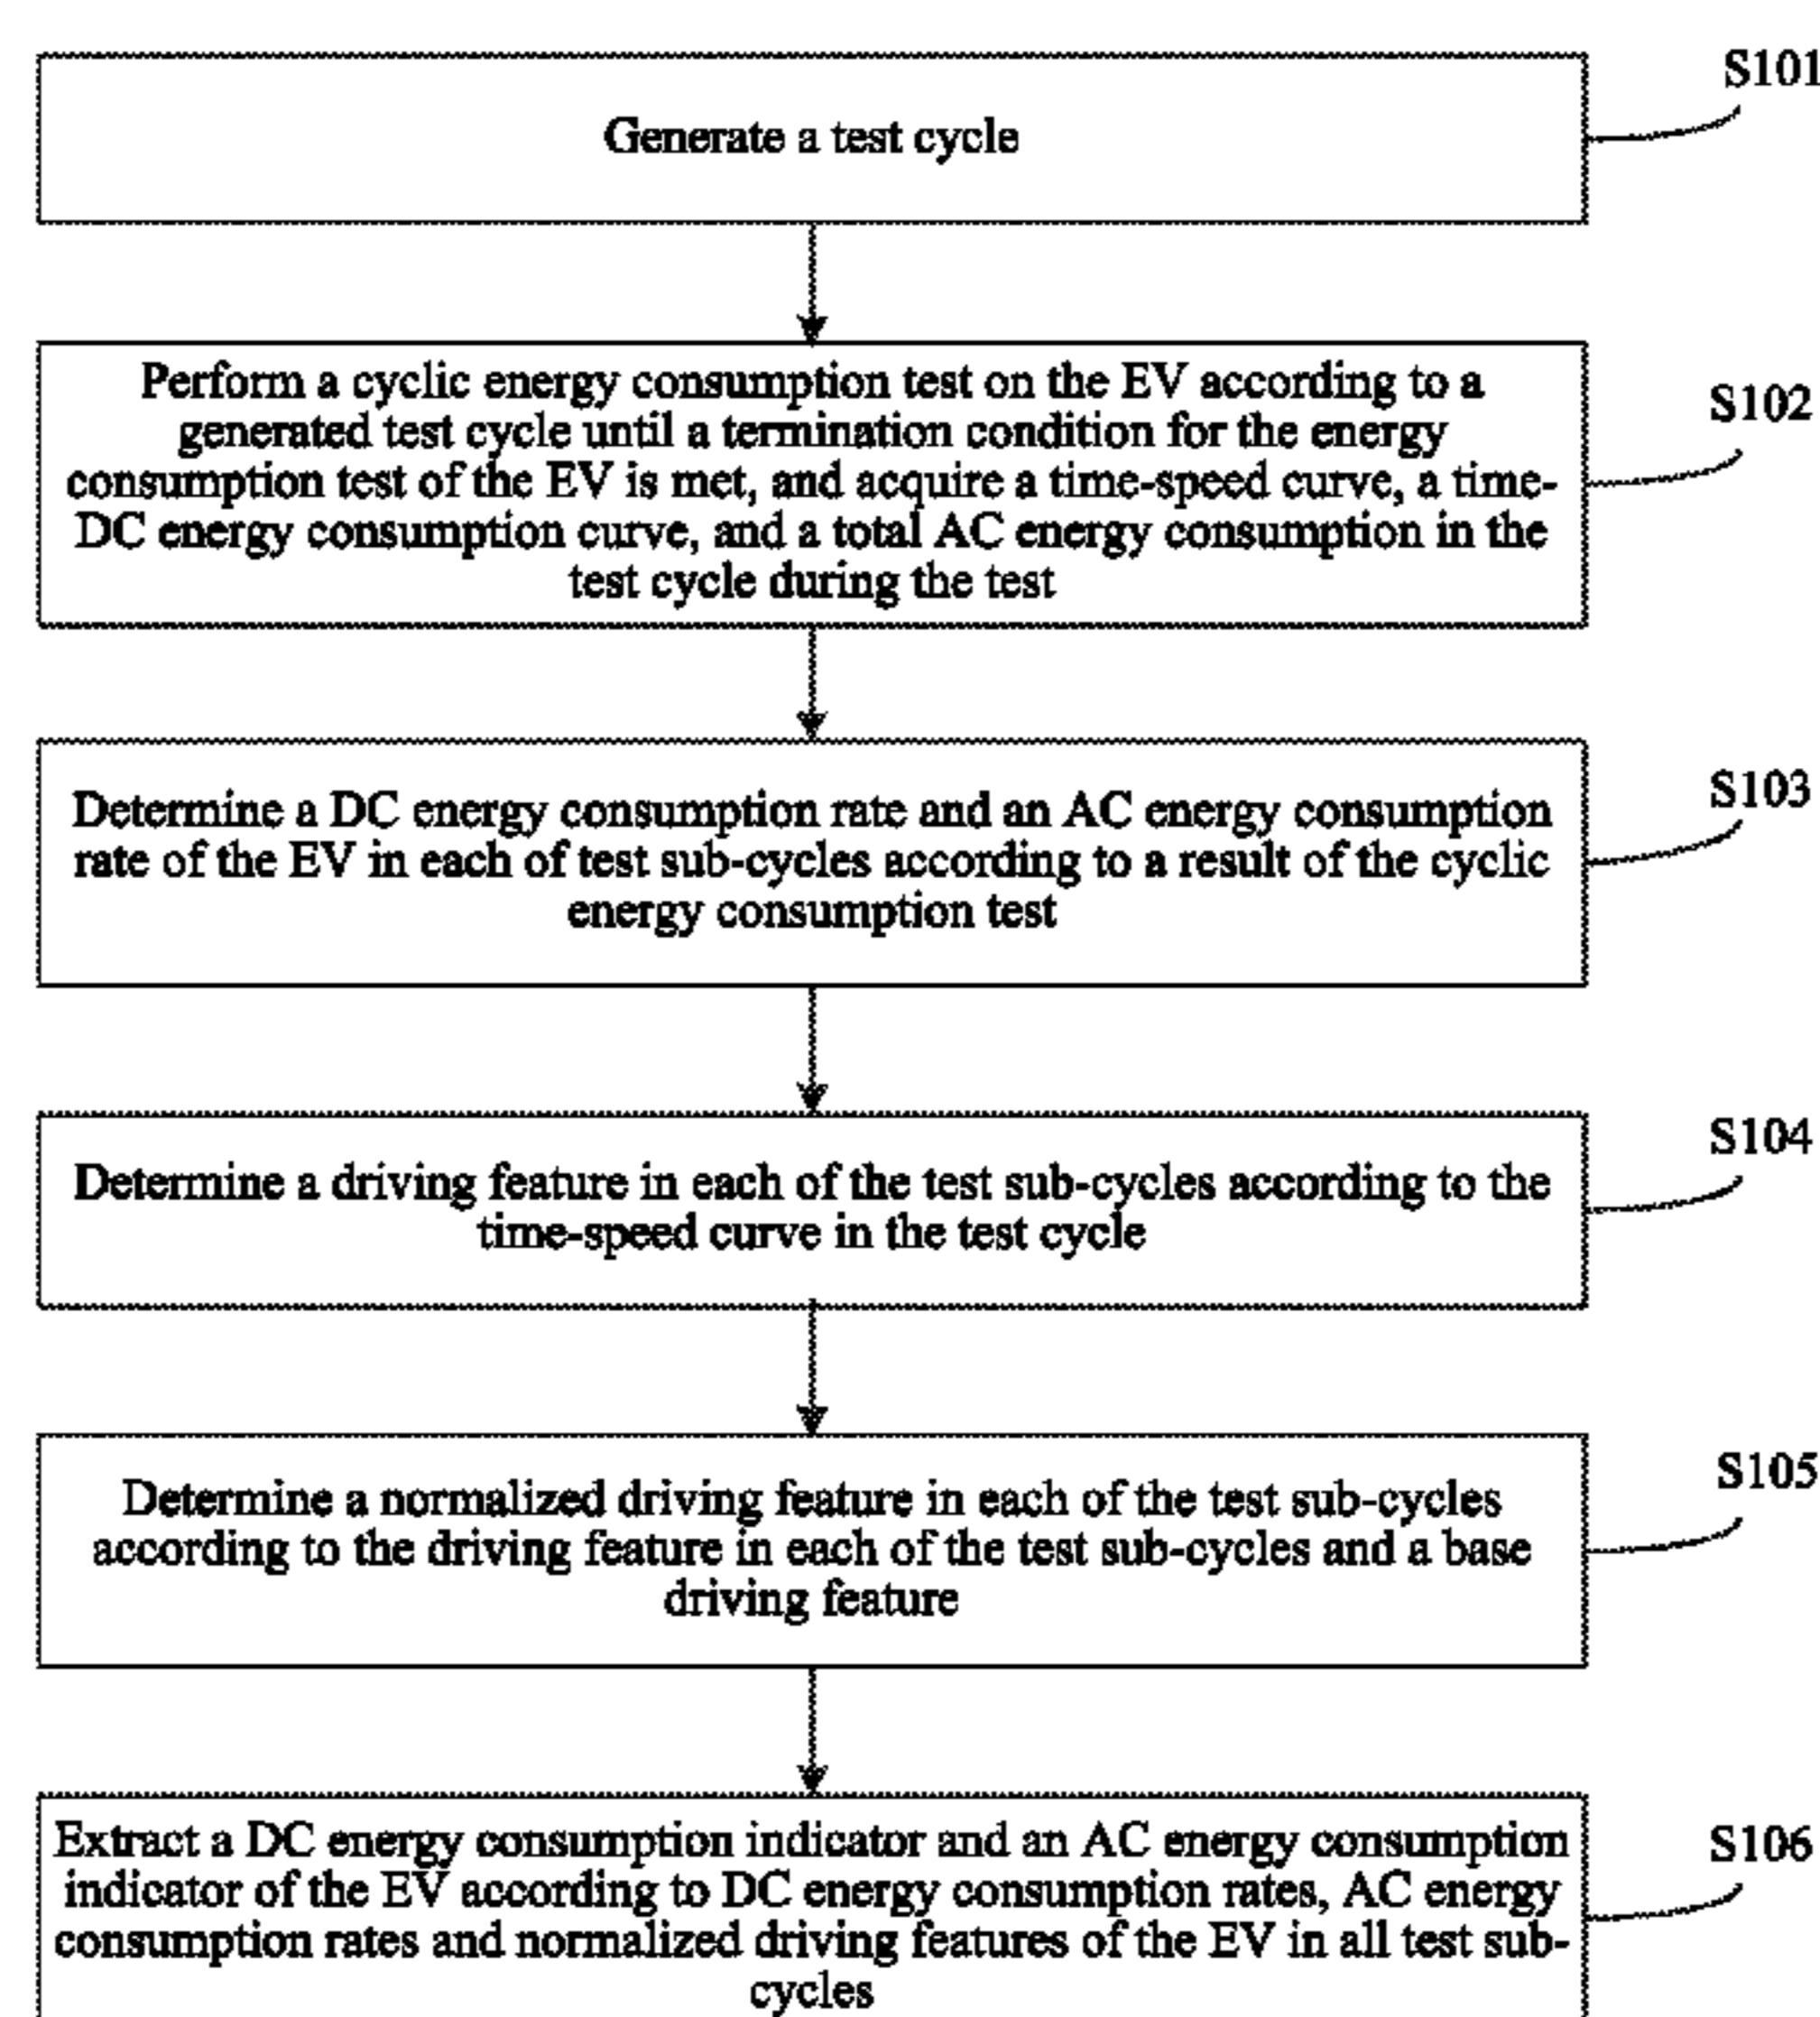 S101
Generate a test cycle
Perform a cyclic energy consumption test on the EV according to a
generated test cycle until a termination condition for the energy
consumption test of the EV is met, and acquire a time-speed curve, a time-
DC energy consumption curve, and a total AC energy consumption in the
test cycle during the test
S102
Determine a DC energy consumption rate and an AC energy consumption
rate of the EV in each of test sub-cycles according to a result of the cyclic
energy consumption test
S103
Determine a driving feature in each of the test sub-cycles according to the
time-speed curve in the test cycle
S104
Determine a normalized driving feature in each of the test sub-cycles
according to the driving feature in each of the test sub-cycles and a base
driving feature
S105
Extract a DC energy consumption indicator and an AC energy consumption
indicator of the EV according to DC energy consumption rates, AC energy
consumption rates and normalized driving features of the EV in all test sub-
cycles
S106